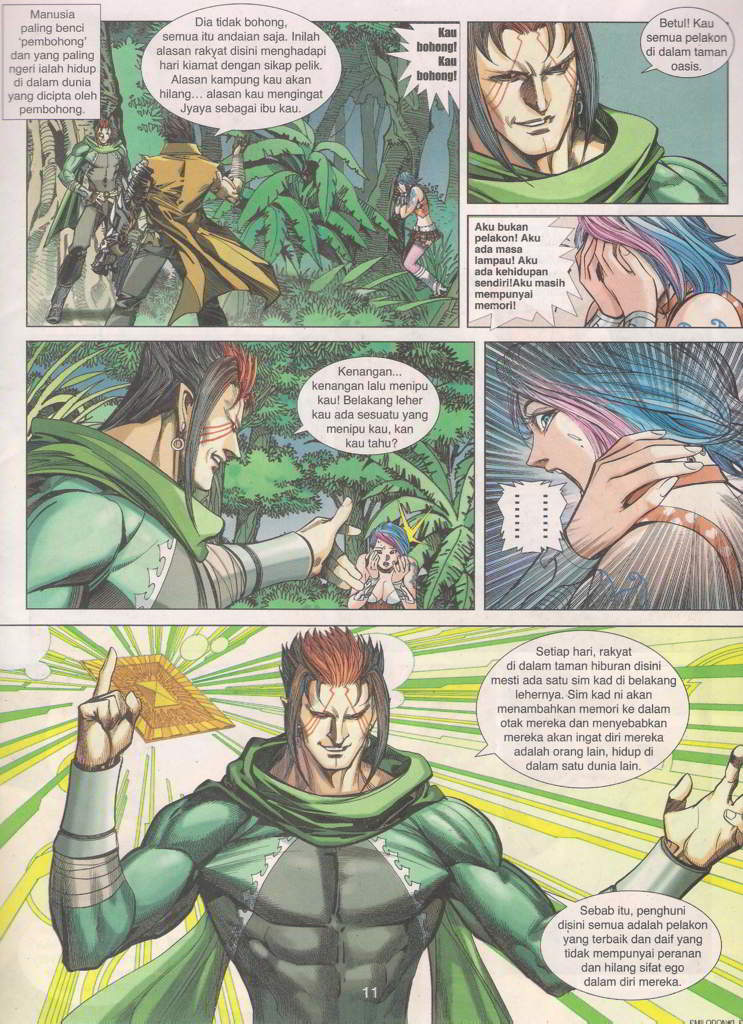 Manusia
paling benci
'pembohong'
dan yang paling
ngeri ialah hidup
di dalam dunia
yang dicipta oleh
pembohong.
Dia tidak bohong,
semua itu andaian saja. Inilah
alasan rakyat disini menghadapi
hari kiamat dengan sikap pelik.
Alasan kampung kau akan
hilang... alasan kau mengingat
Jyaya sebagai ibu kau.
Kau
bohong!
Kau
bohong!
Betul! Kau
semua pelakon
di dalam taman
oasis.
Aku bukan
pelakon! Aku
ada masa
lampau! Aku
ada kehidupan
sendiri!Aku masih
mempunyai
memori!
Kenangan...
kenangan lalu menipu
kau! Belakang leher
kau ada sesuatu yang
menipu kau, kan
kau tahu?
Setiap hari, rakyat
di dalam taman hiburan disini
mesti ada satu sim kad di belakang
lehernya. Sim kad ni akan
menambahkan memori ke dalam
otak mereka dan menyebabkan
mereka akan ingat diri mereka
adalah orang lain, hidup di
dalam satu dunia lain.
Sebab itu, penghuni
disini semua adalah pelakon
yang terbaik dan daif yang
tidak mempunyai peranan
dan hilang sifat ego
dalam diri mereka.
11